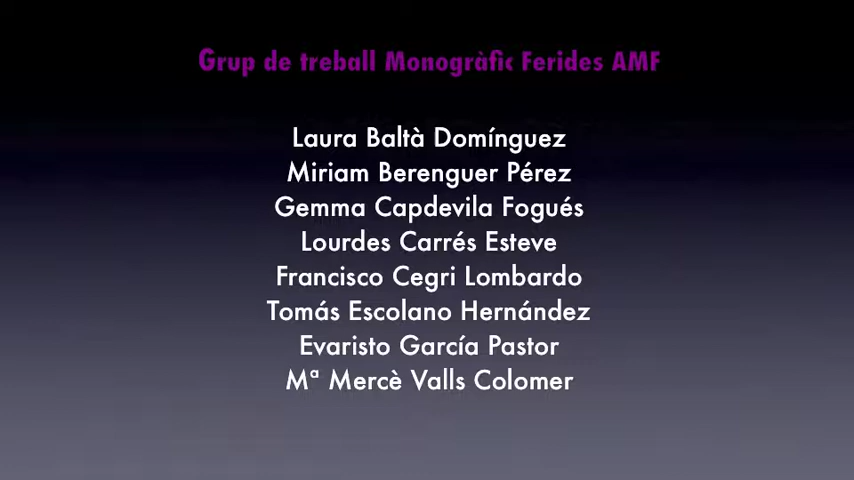 Grup de treball Monogràfic Ferides AMF
Laura Baltà Domínguez
Miriam Berenguer Pérez
Gemma Capdevila Fogués
Lourdes Carrés Esteve
Francisco Cegri Lombardo
Tomás Escolano Hernández
Evaristo García Pastor
Mª Mercè Valls Colomer